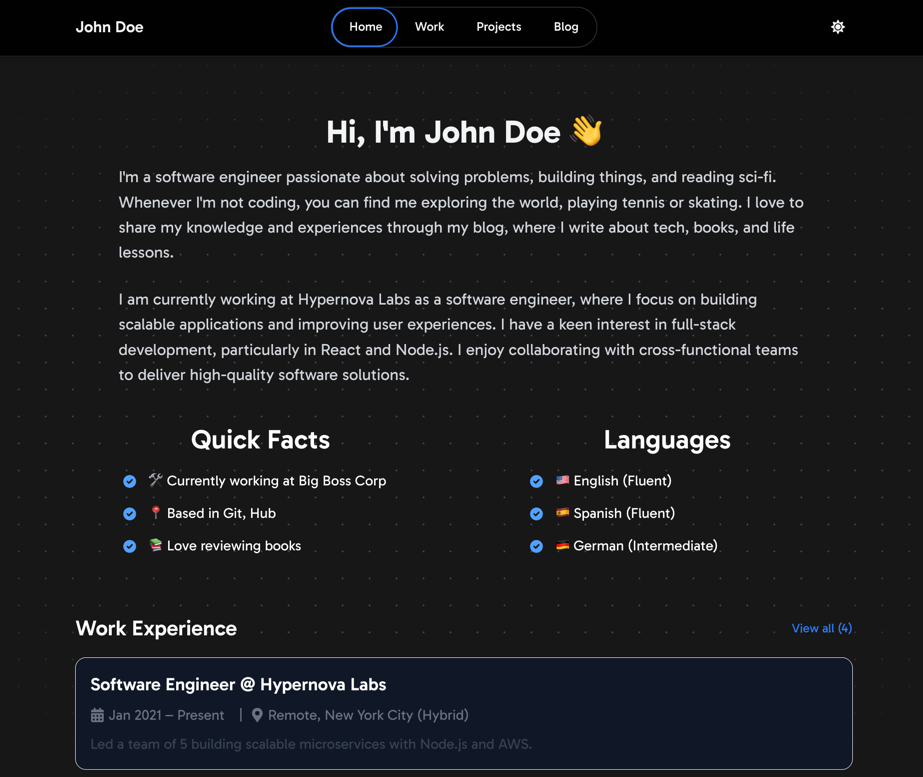 John Doe
Home
Work
Projects
Blog
Hi, I'm John Doe 👋
I'm a software engineer passionate about solving problems, building things, and reading sci-fi.
Whenever I'm not coding, you can find me exploring the world, playing tennis or skating. I love to
share my knowledge and experiences through my blog, where I write about tech, books, and life
lessons.
I am currently working at Hypernova Labs as a software engineer, where I focus on building
scalable applications and improving user experiences. I have a keen interest in full-stack
development, particularly in React and Node.js. I enjoy collaborating with cross-functional teams
to deliver high-quality software solutions.
Quick Facts
🛠️ Currently working at Big Boss Corp
📍 Based in Git, Hub
📚 Love reviewing books
Languages
🇺🇸 English (Fluent)
🇪🇸 Spanish (Fluent)
🇩🇪 German (Intermediate)
Work Experience
View all (4)
Software Engineer @ Hypernova Labs
Jan 2021 – Present | Remote, New York City (Hybrid)
Led a team of 5 building scalable microservices with Node.js and AWS.